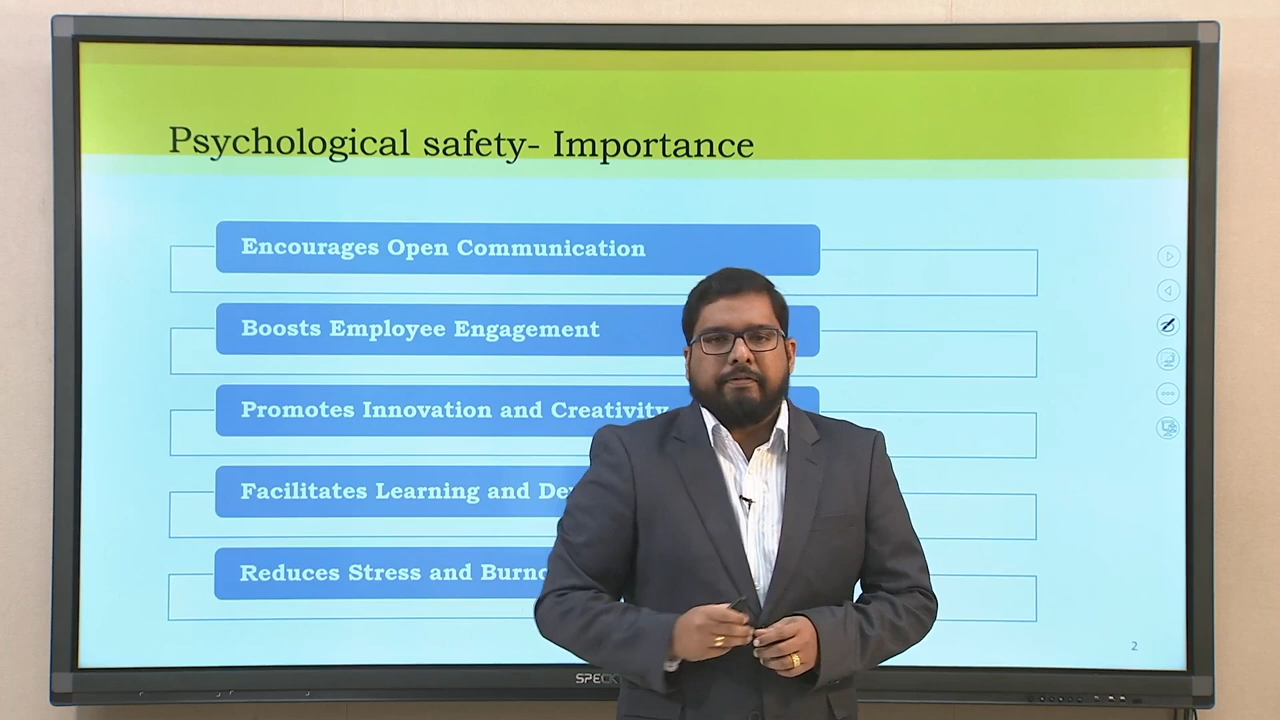 Psychological safety- Importance
Encourages Open Communication
Boosts Employee Engagement
Promotes Innovation and Creativity
Facilitates Learning and
Reduces Stress and
2